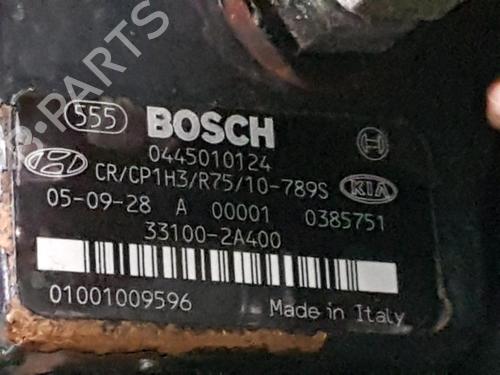 555 BOSCH
0445010124
CR/CP1H3/R75/10-789S KIA
05-09-28 A 00001 0385751
33100-2A400
01001009596 Made in Italy
B-PARTS